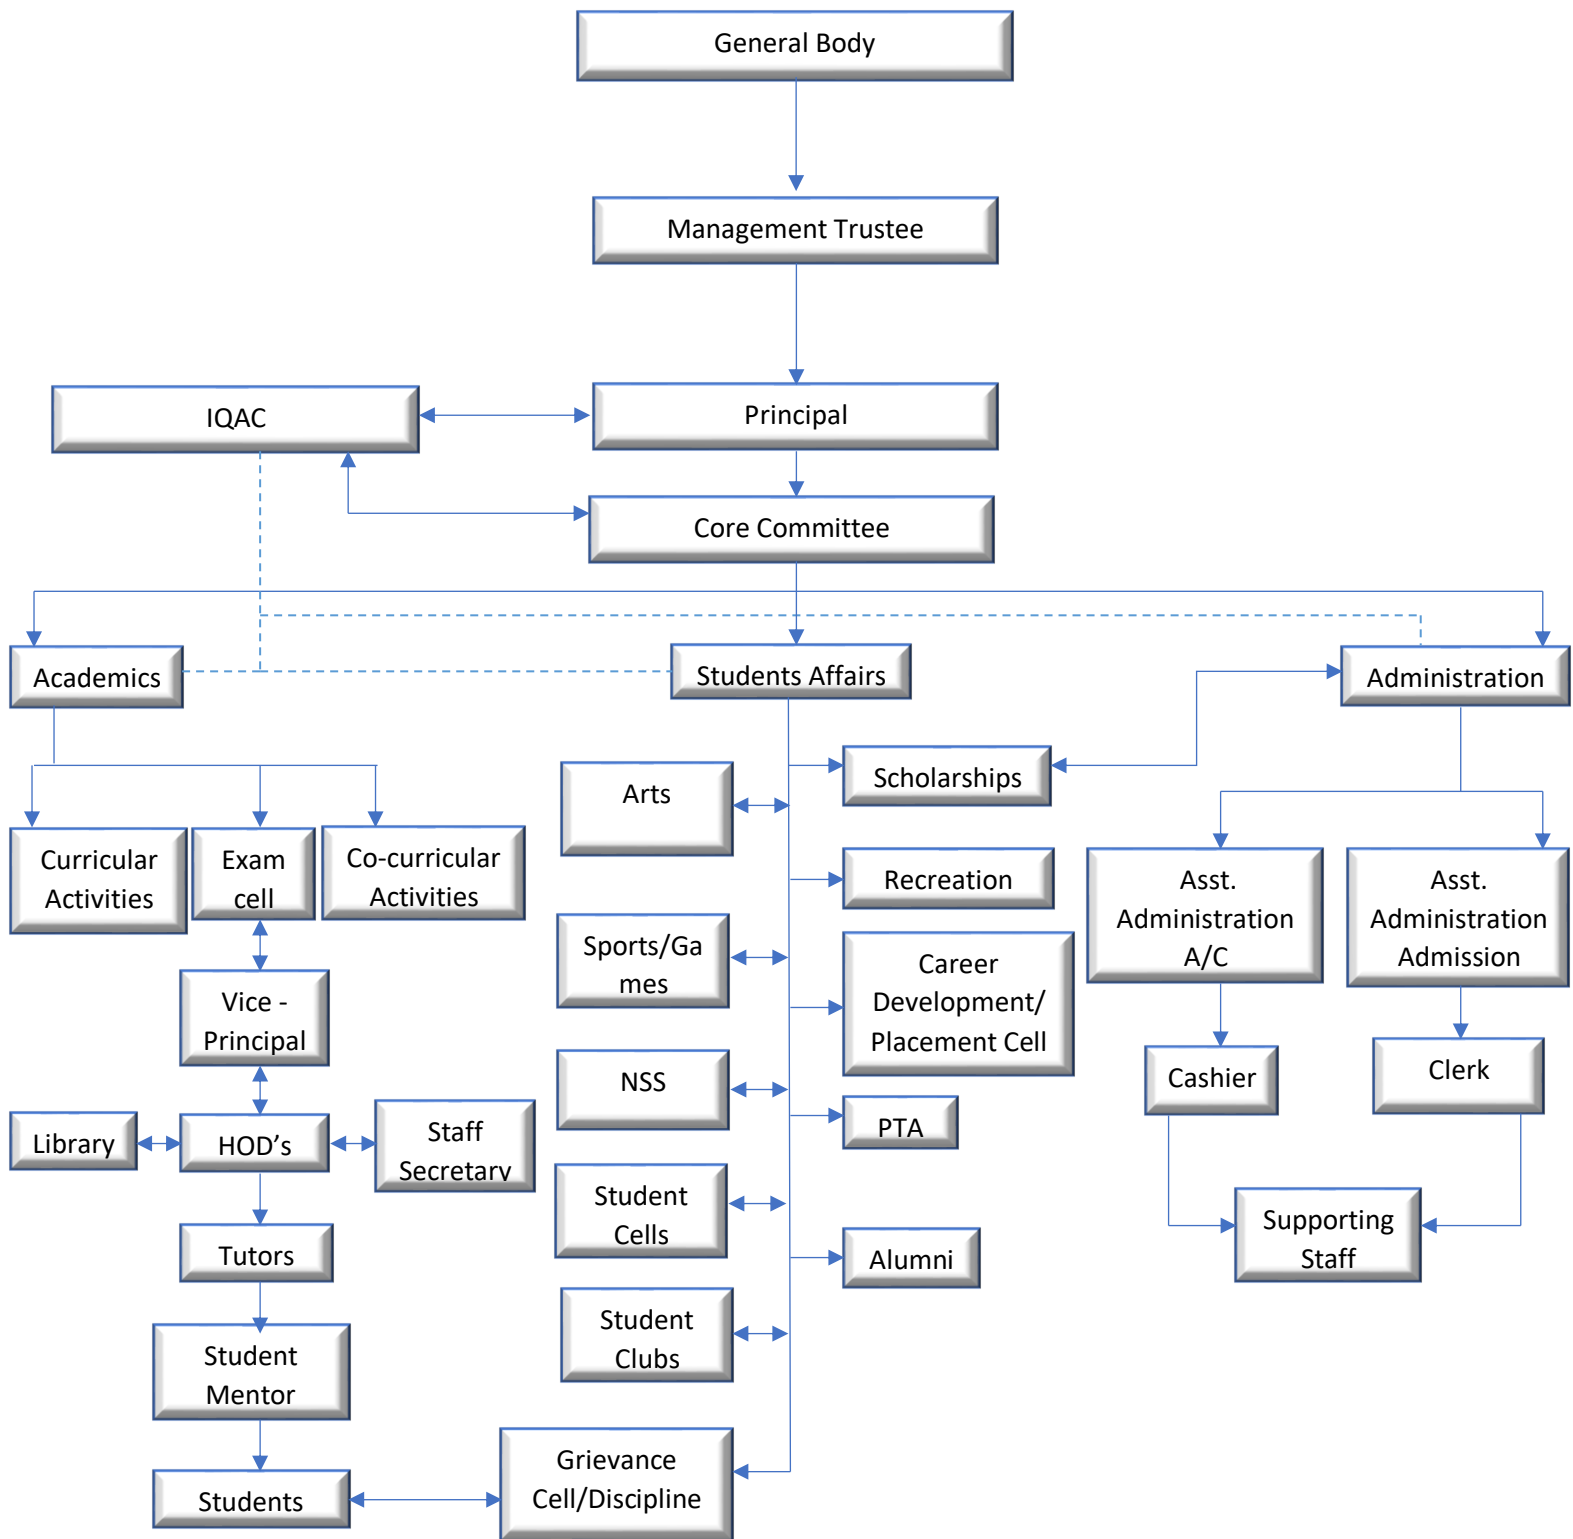 General Body
Management Trustee
IQAC
Principal
Core Committee
Academics
Students Affairs
Administration
Scholarships
Arts
Curricular
Activities
Exam
cell
Co-curricular
Activities
Recreation
Asst.
Administration
A/C
Asst.
Administration
Admission
Sports/Ga
mes
Career
Development/
Placement Cell
Vice -
Principal
NSS
Cashier
Clerk
PTA
Library
HOD's
Staff
Secretary
Student
Cells
Supporting
Staff
Tutors
Alumni
Student
Clubs
Student
Mentor
Grievance
Cell/Discipline
Students